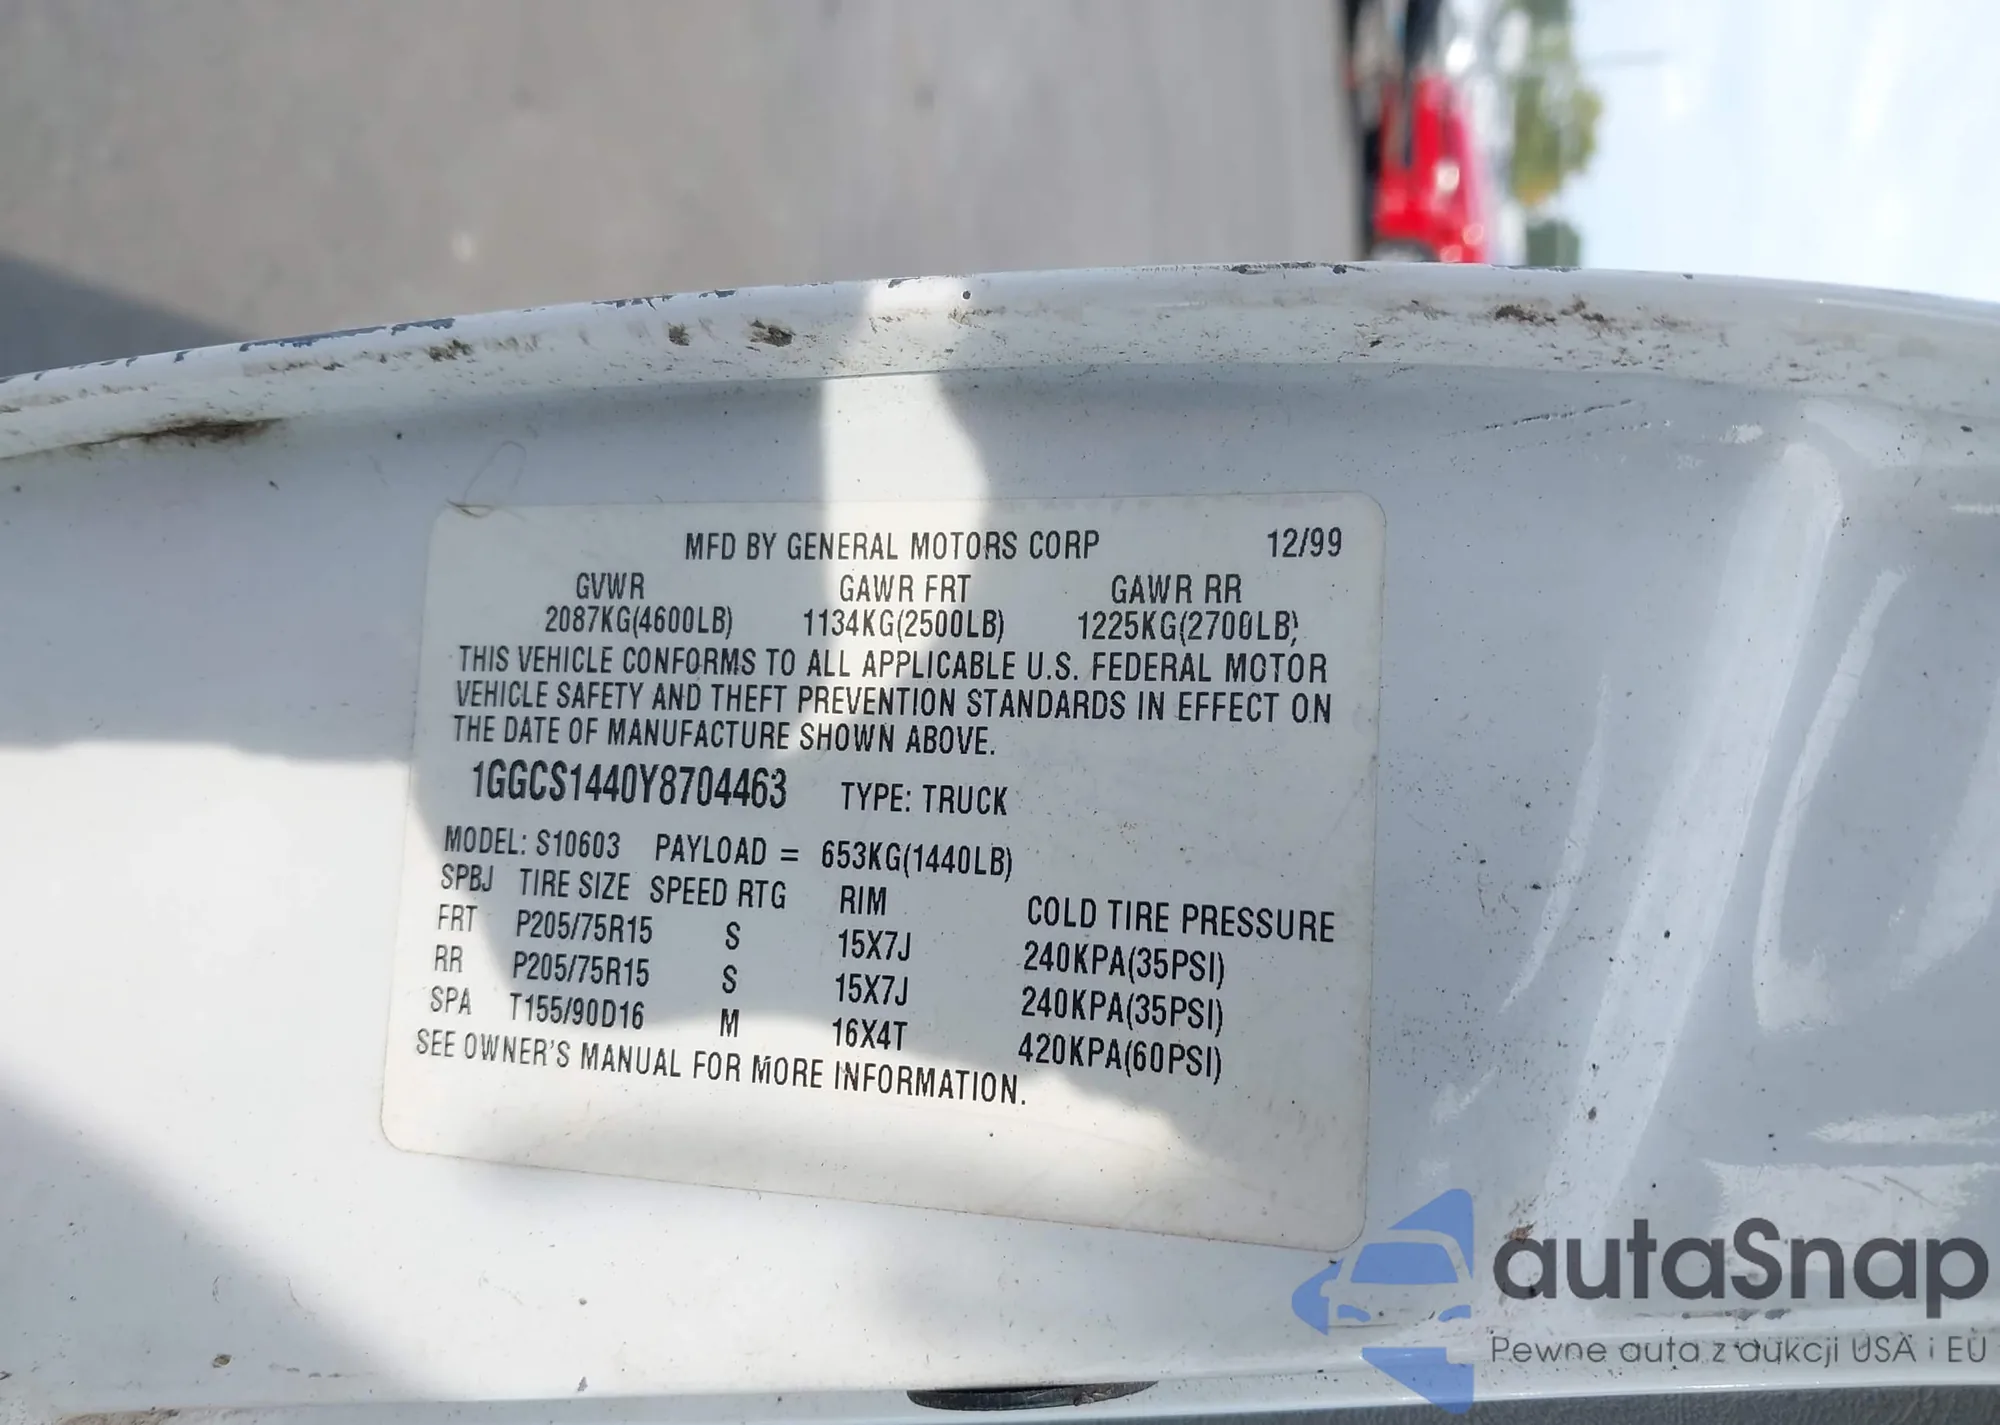 MFD BY GENERAL MOTORS CORP 12/99
GVWR GAWR FRT GAWR RR
2087KG(4600LB) 1134KG(2500LB) 1225KG(2700LB)
THIS VEHICLE CONFORMS TO ALL APPLICABLE U.S. FEDERAL MOTOR
VEHICLE SAFETY AND THEFT PREVENTION STANDARDS IN EFFECT ON
THE DATE OF MANUFACTURE SHOWN ABOVE.
1GGCS1440Y8704463 TYPE: TRUCK
MODEL: S10603 PAYLOAD = 653KG(1440LB)
SPBJ TIRE SIZE SPEED RTG RIM COLD TIRE PRESSURE
FRT P205/75R15 S 15X7J 240KPA(35PSI)
RR P205/75R15 S 15X7J 240KPA(35PSI)
SPA T155/90D16 M 16X4T 420KPA(60PSI)
SEE OWNER'S MANUAL FOR MORE INFORMATION.
autaSnap
Pewne auta z aukcji USA i EU